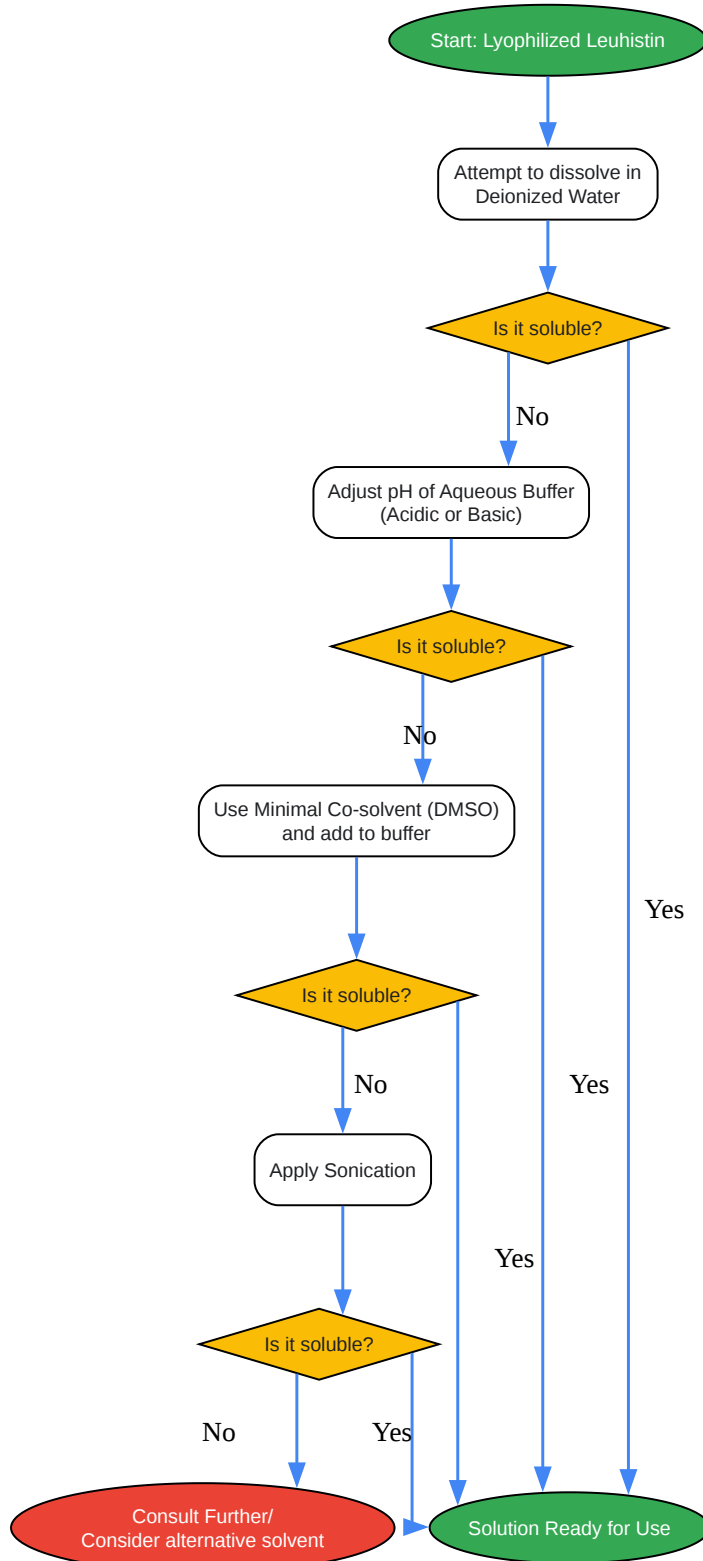 Start: Lyophilized Leuhistin
Attempt to dissolve in
Deionized Water
Is it soluble?
No
Adjust pH of Aqueous Buffer
(Acidic or Basic)
Is it soluble?
No
Use Minimal Co-solvent (DMSO)
and add to buffer
Yes
Is it soluble?
No
Yes
Apply Sonication
Yes
Is it soluble?
No
Yes
Consult Further/
Consider alternative solvent
Solution Ready for Use